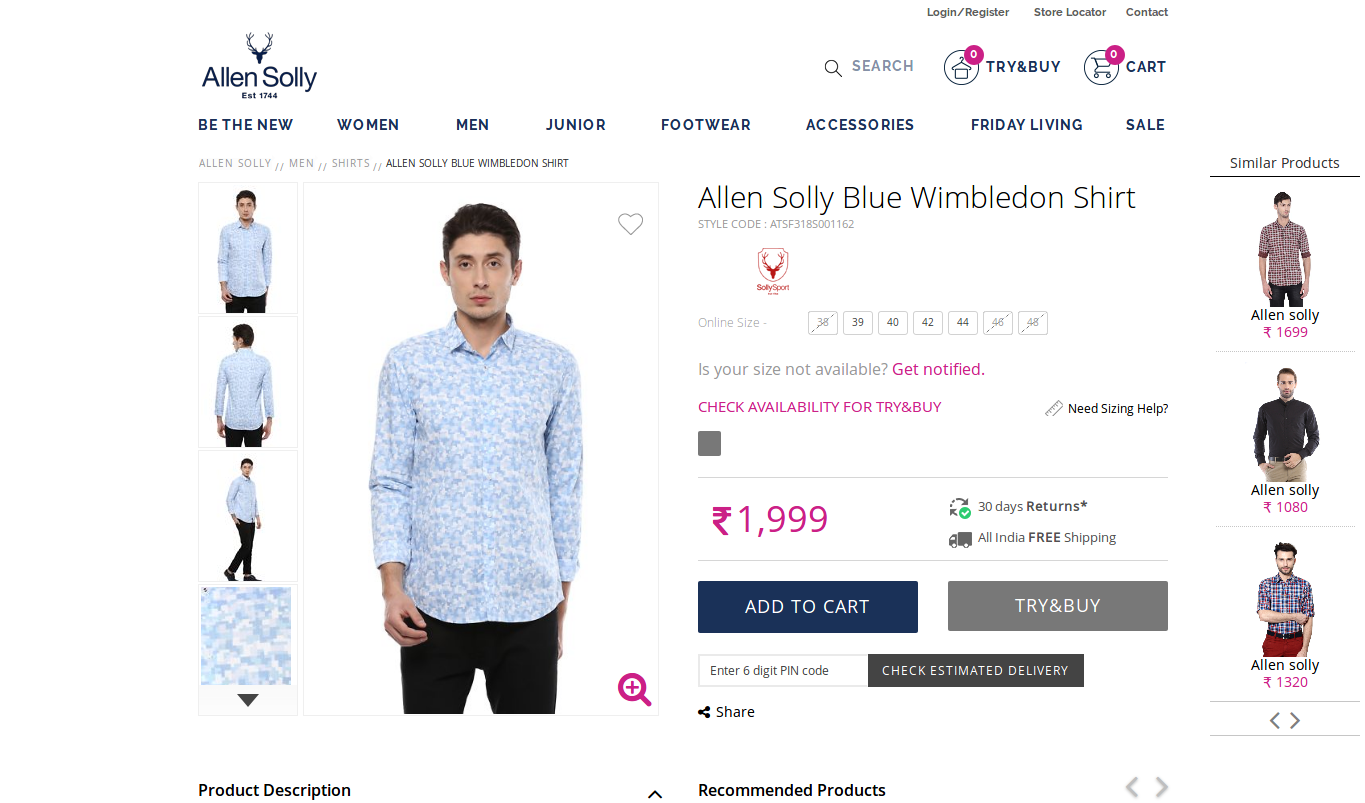 Login/Register Store Locator Contact
Allen Solly
Est 1744
SEARCH
0
TRY&BUY
0
CART
BE THE NEW WOMEN MEN JUNIOR FOOTWEAR ACCESSORIES FRIDAY LIVING SALE
ALLEN SOLLY // MEN // SHIRTS // ALLEN SOLLY BLUE WIMBLEDON SHIRT
Allen Solly Blue Wimbledon Shirt
STYLE CODE : ATSF318S001162
SollySport
Online Size - 38 39 40 42 44 46 48
Is your size not available? Get notified.
CHECK AVAILABILITY FOR TRY&BUY
Need Sizing Help?
₹ 1,999
30 days Returns*
All India FREE Shipping
ADD TO CART
TRY&BUY
Enter 6 digit PIN code
CHECK ESTIMATED DELIVERY
Share
Similar Products
Allen solly
₹ 1699
Allen solly
₹ 1080
Allen solly
₹ 1320
Product Description
Recommended Products